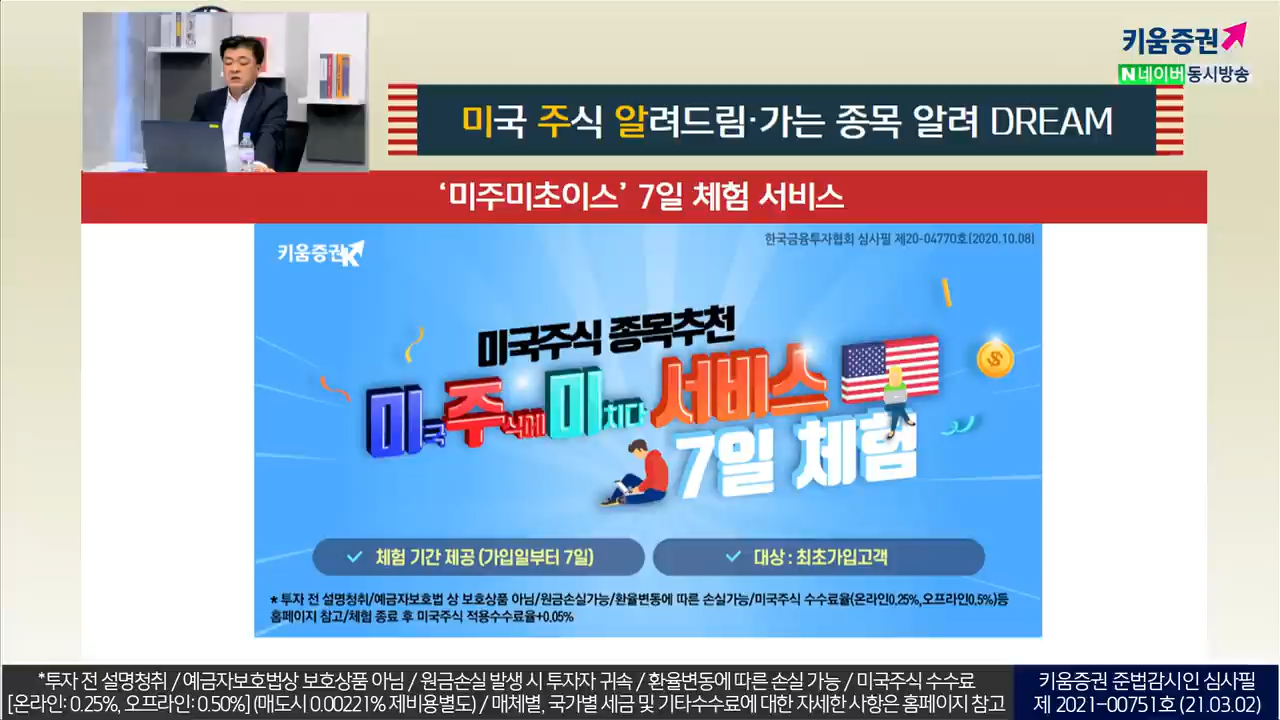 키움증권
N네이버동시방송
미국 주식 알려드림·가는 종목 알려 DREAM
‘미주미초이스’ 7일 체험 서비스
키움증권
한국금융투자협회 심사필 제20-04770호(2020.10.08)
미국주식 종목추천
미국주식에미치다 서비스
7일 체험
체험 기간 제공 (가입일부터 7일)
대상 : 최초가입고객
* 투자 전 설명청취/예금자보호법 상 보호상품 아님/원금손실가능/환율변동에 따른 손실가능/미국주식 수수료율(온라인0.25%,오프라인0.5%)등
홈페이지 참고/체험 종료 후 미국주식 적용수수료율+0.05%
*투자 전 설명청취 / 예금자보호법상 보호상품 아님 / 원금손실 발생 시 투자자 귀속 / 환율변동에 따른 손실 가능 / 미국주식 수수료
[온라인: 0.25%, 오프라인: 0.50%] (매도시 0.00221% 제비용별도) / 매체별, 국가별 세금 및 기타수수료에 대한 자세한 사항은 홈페이지 참고
키움증권 준법감시인 심사필
제 2021-00751호 (21.03.02)